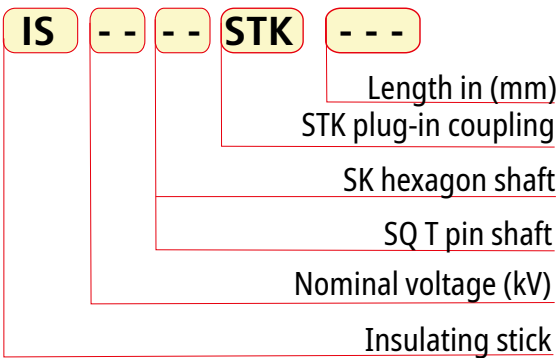 IS -- -- STK ---
Length in (mm)
STK plug-in coupling
SK hexagon shaft
SQ T pin shaft
Nominal voltage (kV)
Insulating stick